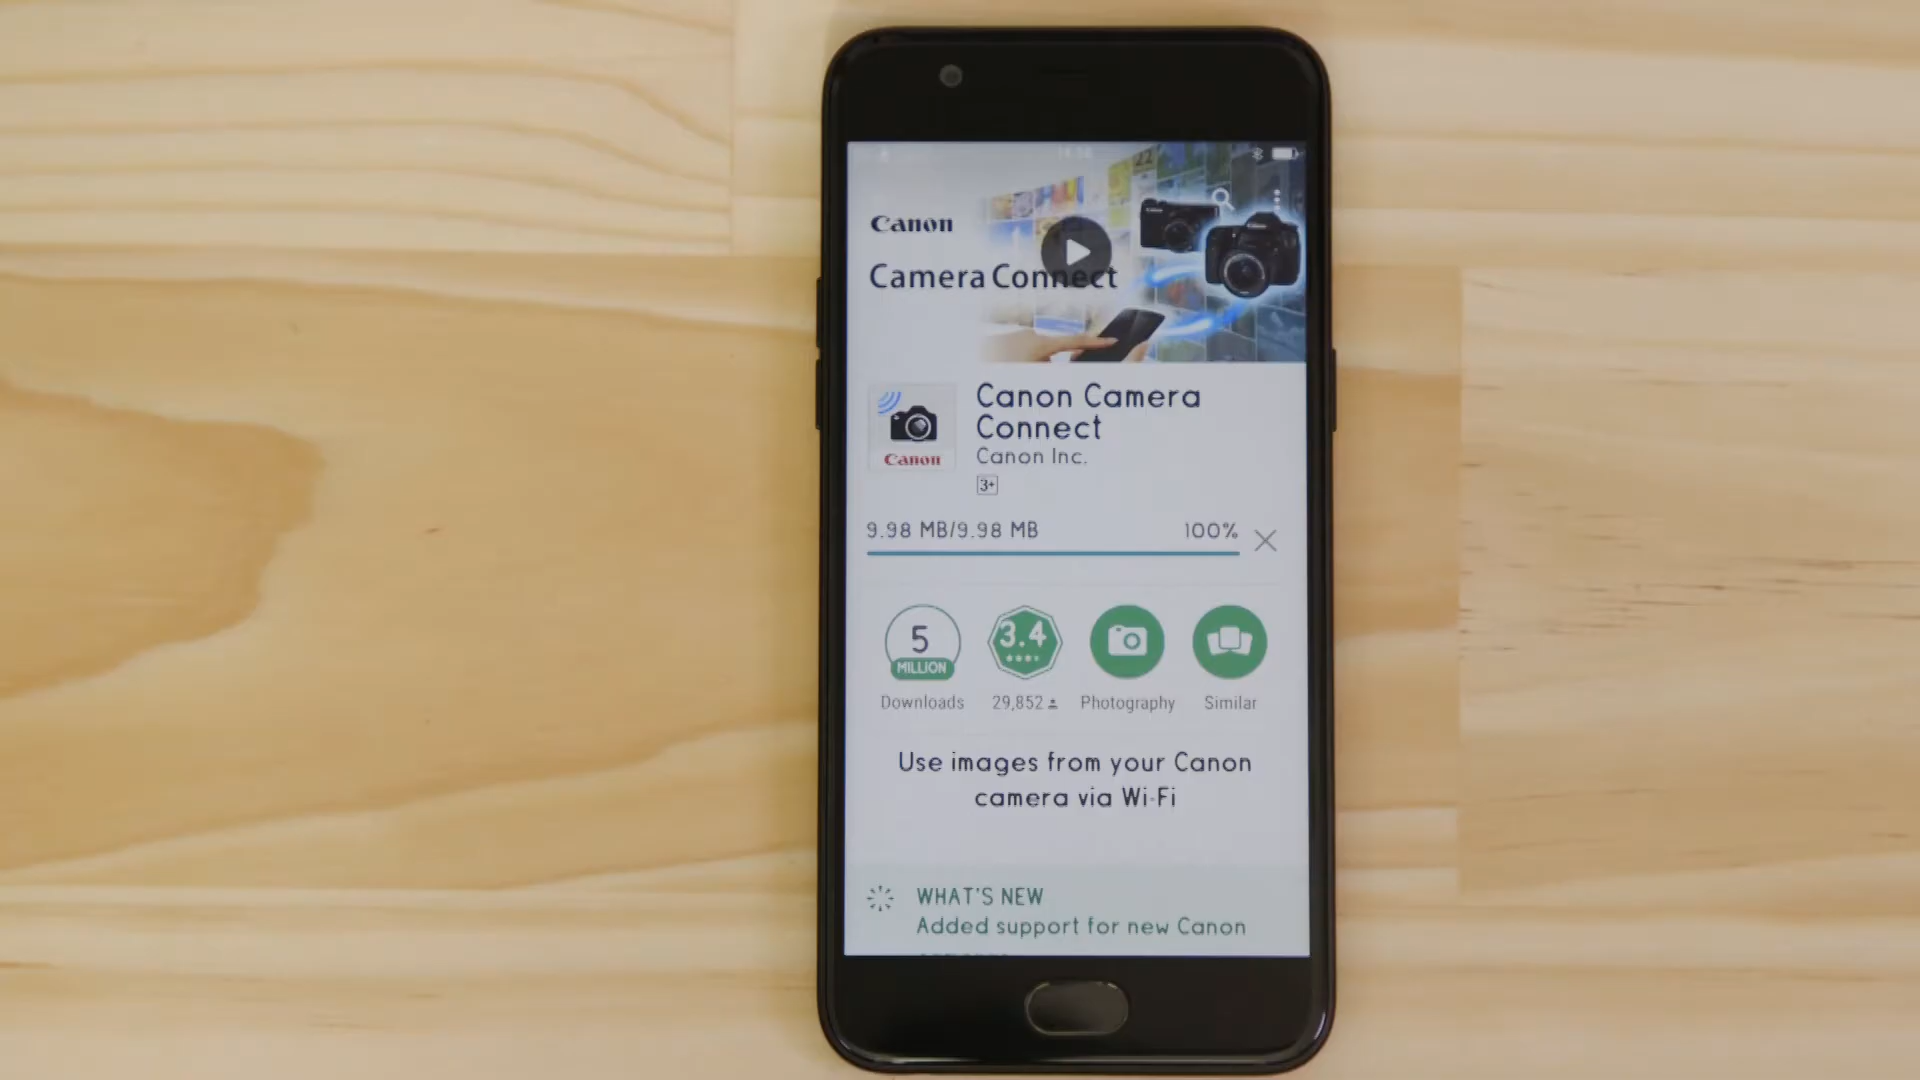 Canon
Camera Connect
Canon
Canon Camera
Connect
Canon Inc.
3+
9.98 MB/9.98 MB
100%
5
MILLION
3.4
Downloads
29,852
Photography
Similar
Use images from your Canon
camera via Wi-Fi
WHAT'S NEW
Added support for new Canon